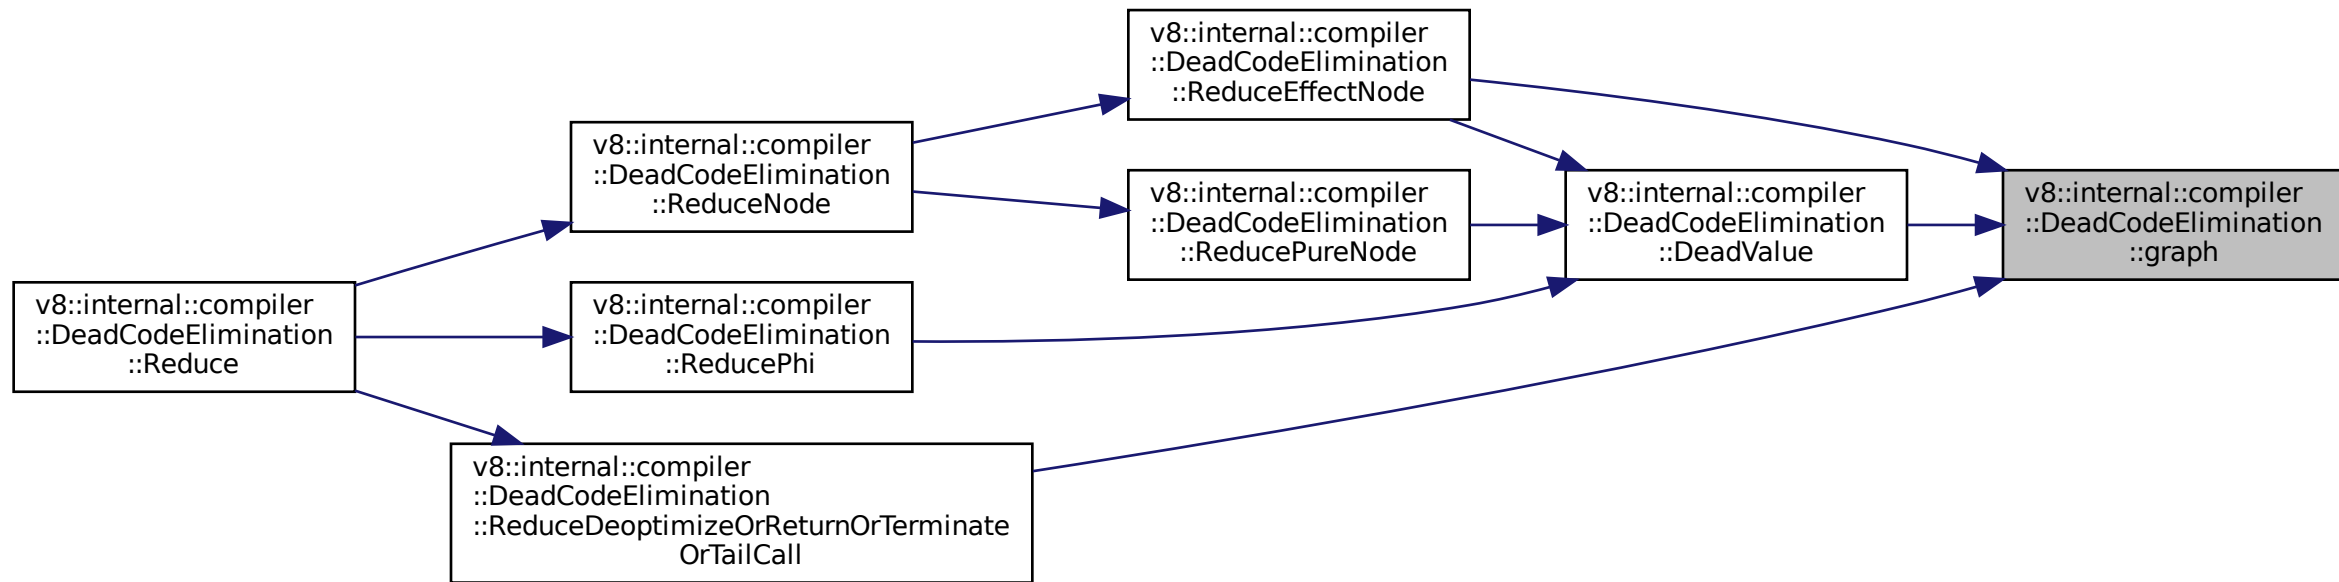 v8::internal::compiler
::DeadCodeElimination
::ReduceEffectNode
v8::internal::compiler
::DeadCodeElimination
::ReduceNode
v8::internal::compiler
::DeadCodeElimination
::ReducePureNode
v8::internal::compiler
::DeadCodeElimination
::DeadValue
v8::internal::compiler
::DeadCodeElimination
::graph
v8::internal::compiler
::DeadCodeElimination
::Reduce
v8::internal::compiler
::DeadCodeElimination
::ReducePhi
v8::internal::compiler
::DeadCodeElimination
::ReduceDeoptimizeOrReturnOrTerminate
OrTailCall